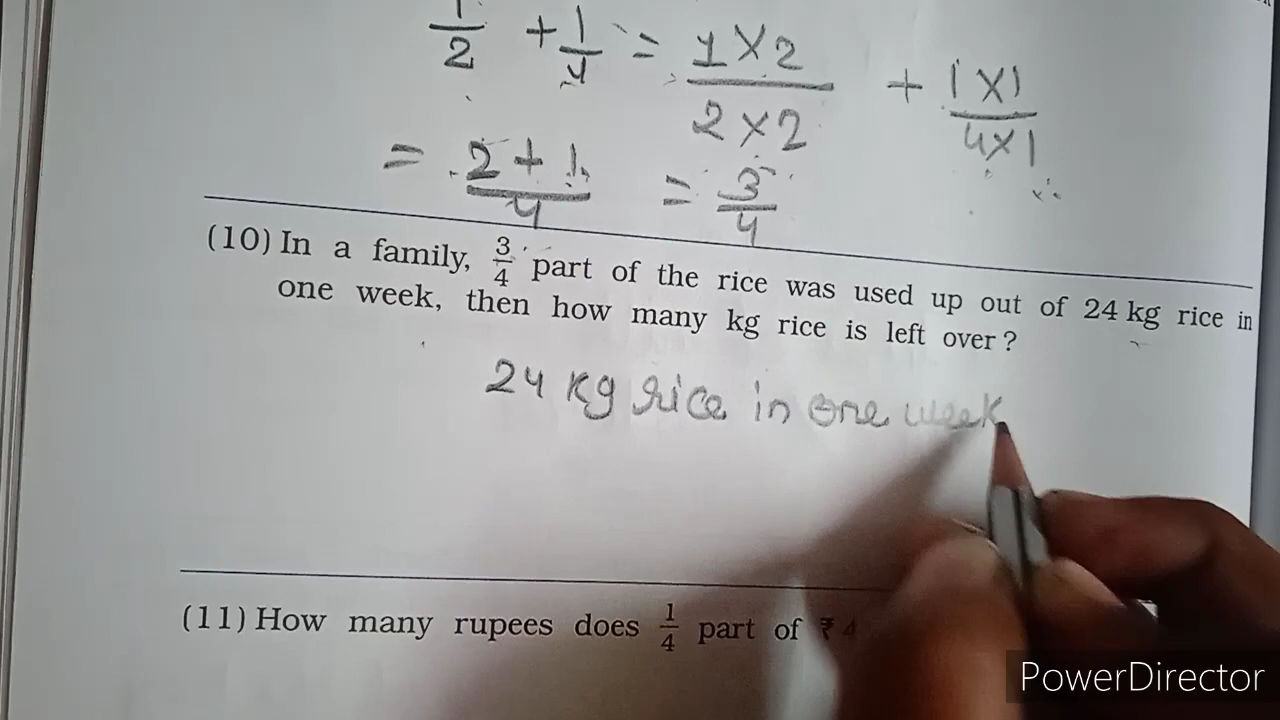 1/2 + 1/4 = 1×2/2×2 + 1×1/4×1
= 2+1/4 = 3/4
(10) In a family, 3/4 part of the rice was used up out of 24 kg rice in
one week, then how many kg rice is left over?
24 kg rice in one week
(11) How many rupees does 1/4 part of ₹ 4
PowerDirector